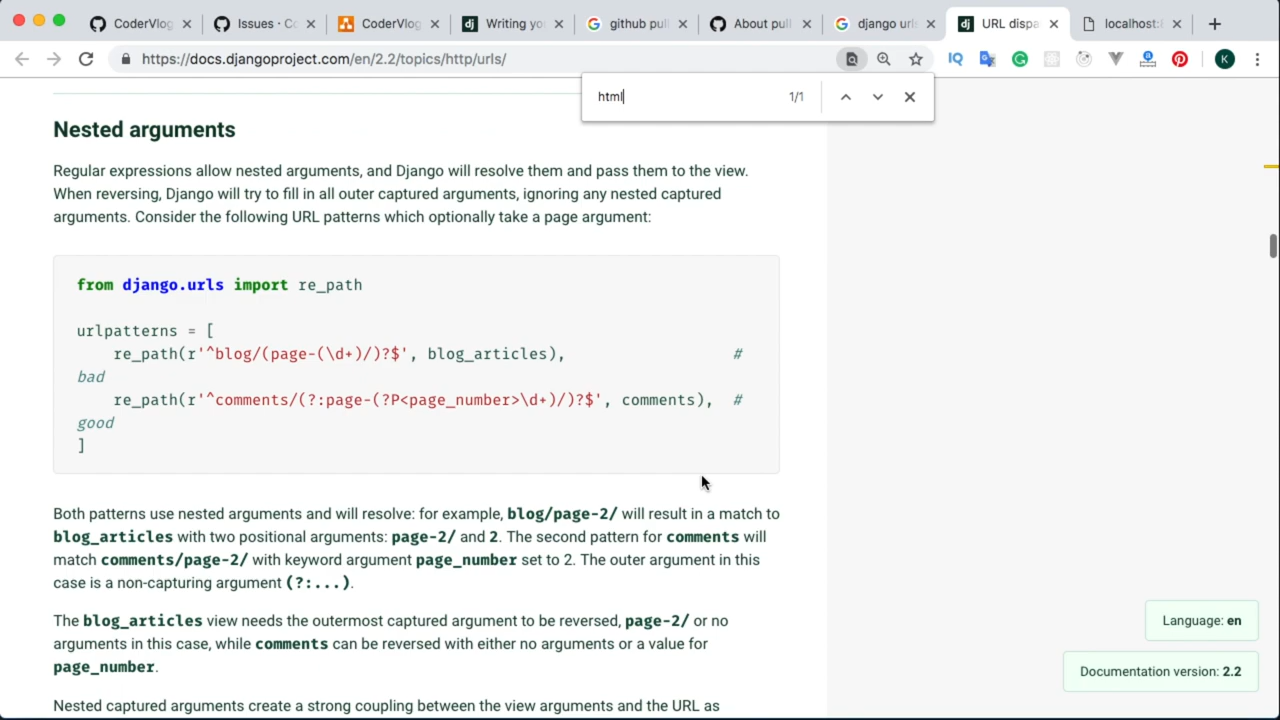 CoderVlog
Issues · Co
CoderVlog
Writing yo
github pull
About pull
django urls
URL dispa
localhost:8
https://docs.djangoproject.com/en/2.2/topics/http/urls/
IQ
K
html
1/1
Nested arguments
Regular expressions allow nested arguments, and Django will resolve them and pass them to the view.
When reversing, Django will try to fill in all outer captured arguments, ignoring any nested captured
arguments. Consider the following URL patterns which optionally take a page argument:
from django.urls import re_path
urlpatterns = [
re_path(r'^blog/(page-(\d+)/)?$', blog_articles), #
bad
re_path(r'^comments/(?:page-(?P<page_number>\d+)/)?$', comments), #
good
]
Both patterns use nested arguments and will resolve: for example, blog/page-2/ will result in a match to
blog_articles with two positional arguments: page-2/ and 2. The second pattern for comments will
match comments/page-2/ with keyword argument page_number set to 2. The outer argument in this
case is a non-capturing argument (?:...).
The blog_articles view needs the outermost captured argument to be reversed, page-2/ or no
arguments in this case, while comments can be reversed with either no arguments or a value for
page_number.
Nested captured arguments create a strong coupling between the view arguments and the URL as
Language: en
Documentation version: 2.2